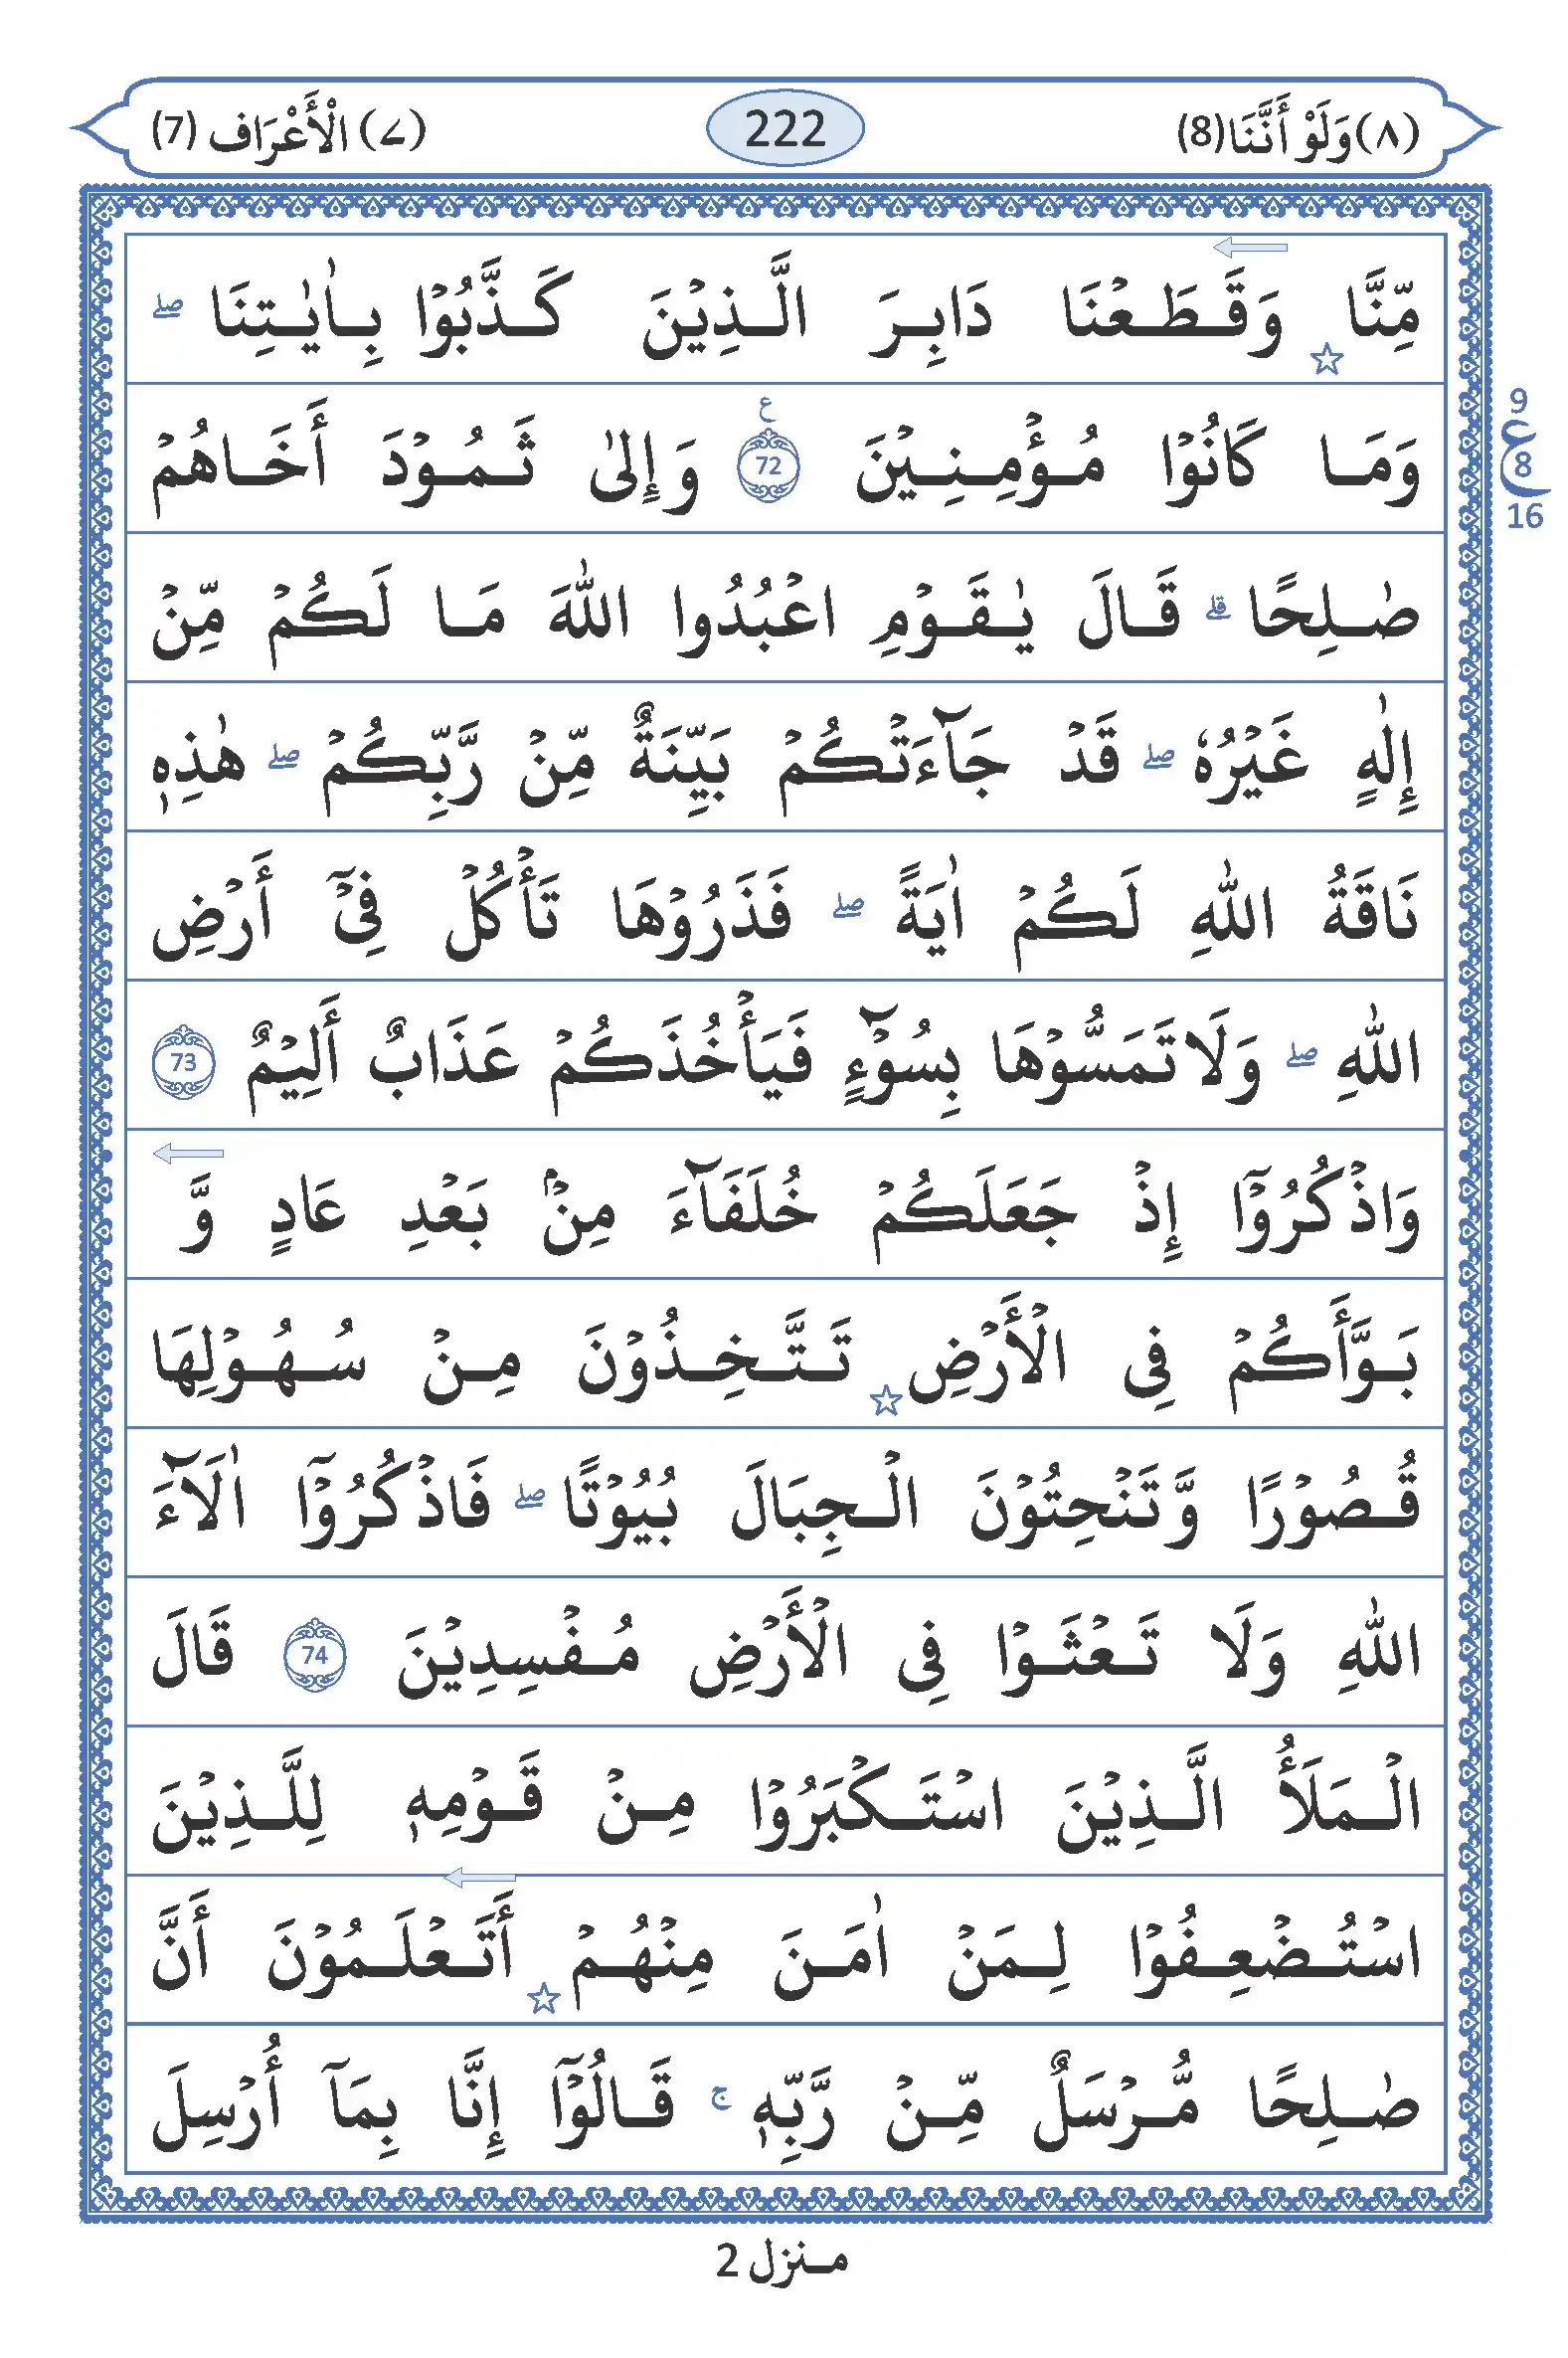 (٨) وَلَوْ أَنَّنَا (8) 222 (٧) الْأَعْرَاف (7)
مِّنَّا وَقَطَعْنَا دَابِرَ الَّذِيْنَ كَذَّبُوْا بِاٰيٰتِنَا ۖ
وَمَا كَانُوْا مُؤْمِنِيْنَ ع 72 وَإِلىٰ ثَمُوْدَ أَخَاهُمْ
9
ع
8
16
صٰلِحًا ۗ قَالَ يٰقَوْمِ اعْبُدُوا اللّٰهَ مَا لَكُمْ مِّنْ
إِلٰهٍ غَيْرُهٗ ۖ قَدْ جَآءَتْكُمْ بَيِّنَةٌ مِّنْ رَّبِّكُمْ ۖ هٰذِهٖ
نَاقَةُ اللّٰهِ لَكُمْ اٰيَةً ۖ فَذَرُوْهَا تَأْكُلْ فِيْٓ أَرْضِ
اللّٰهِ ۖ وَلَا تَمَسُّوْهَا بِسُوْٓءٍ فَيَأْخُذَكُمْ عَذَابٌ أَلِيْمٌ 73
وَاذْكُرُوْٓا إِذْ جَعَلَكُمْ خُلَفَآءَ مِنْۢ بَعْدِ عَادٍ وَّ
بَوَّأَكُمْ فِى الْأَرْضِ ☆ تَتَّخِذُوْنَ مِنْ سُهُوْلِهَا
قُصُوْرًا وَّتَنْحِتُوْنَ الْجِبَالَ بُيُوْتًا ۖ فَاذْكُرُوْٓا اٰلَآءَ
اللّٰهِ وَلَا تَعْثَوْا فِى الْأَرْضِ مُفْسِدِيْنَ 74 قَالَ
الْمَلَأُ الَّذِيْنَ اسْتَكْبَرُوْا مِنْ قَوْمِهٖ لِلَّذِيْنَ
اسْتُضْعِفُوْا لِمَنْ اٰمَنَ مِنْهُمْ ☆ أَتَعْلَمُوْنَ أَنَّ
صٰلِحًا مُّرْسَلٌ مِّنْ رَّبِّهٖ ۚ قَالُوْٓا إِنَّا بِمَآ أُرْسِلَ
منزل 2